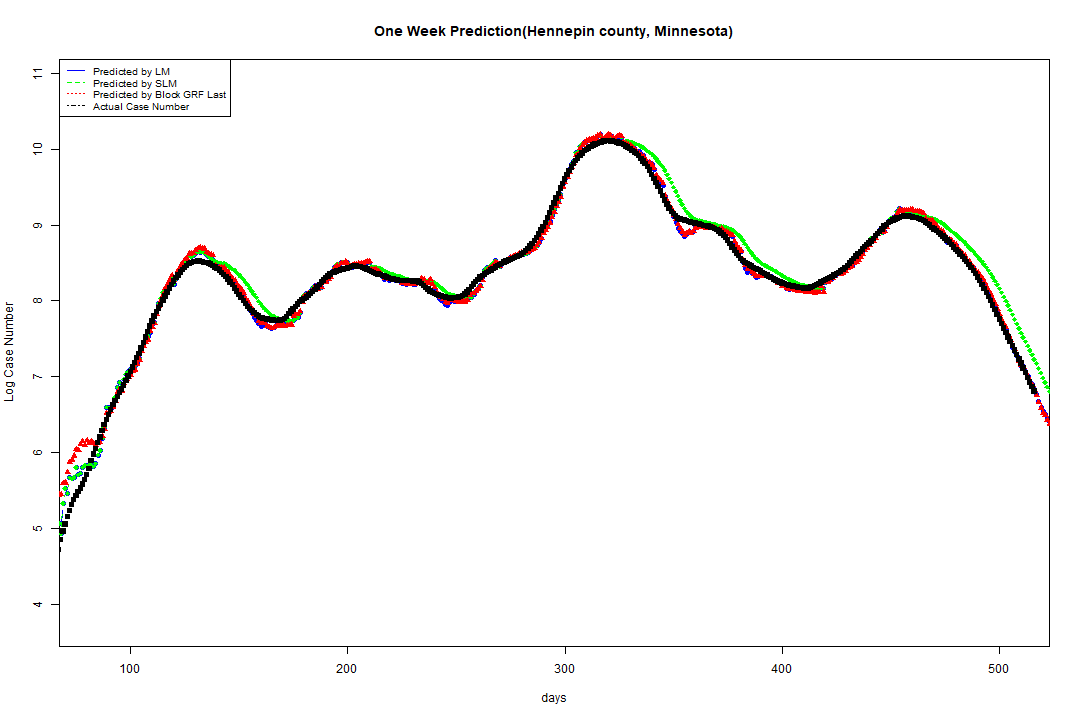 One Week Prediction(Hennepin county, Minnesota)
Predicted by LM
Predicted by SLM
Predicted by Block GRF Last
Actual Case Number
Log Case Number
11
10
9
8
7
6
5
4
100
200
300
400
500
days